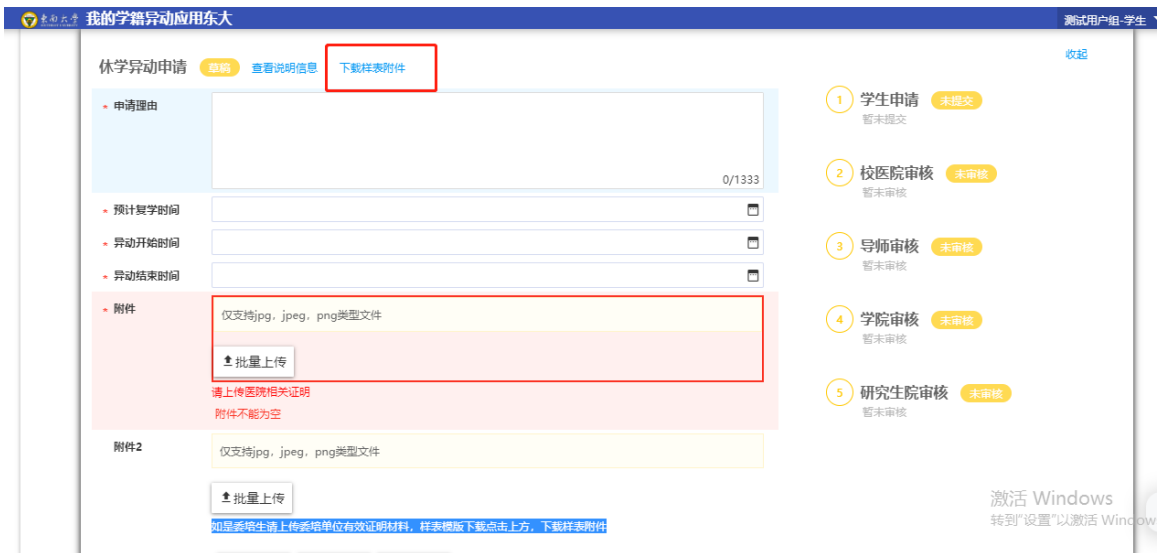 东南大学 我的学籍异动应用东大 测试用户组-学生
收起
休学异动申请 草稿 查看说明信息 下载样表附件
* 申请理由
0/1333
* 预计复学时间
* 异动开始时间
* 异动结束时间
* 附件
仅支持jpg，jpeg，png类型文件
批量上传
请上传医院相关证明
附件不能为空
附件2
仅支持jpg，jpeg，png类型文件
批量上传
如是委培生请上传委培单位有效证明材料，样表模版下载点击上方，下载样表附件
1 学生申请 未提交
暂未提交
2 校医院审核 未审核
暂未审核
3 导师审核 未审核
暂未审核
4 学院审核 未审核
暂未审核
5 研究生院审核 未审核
暂未审核
激活 Windows
转到"设置"以激活 Windows